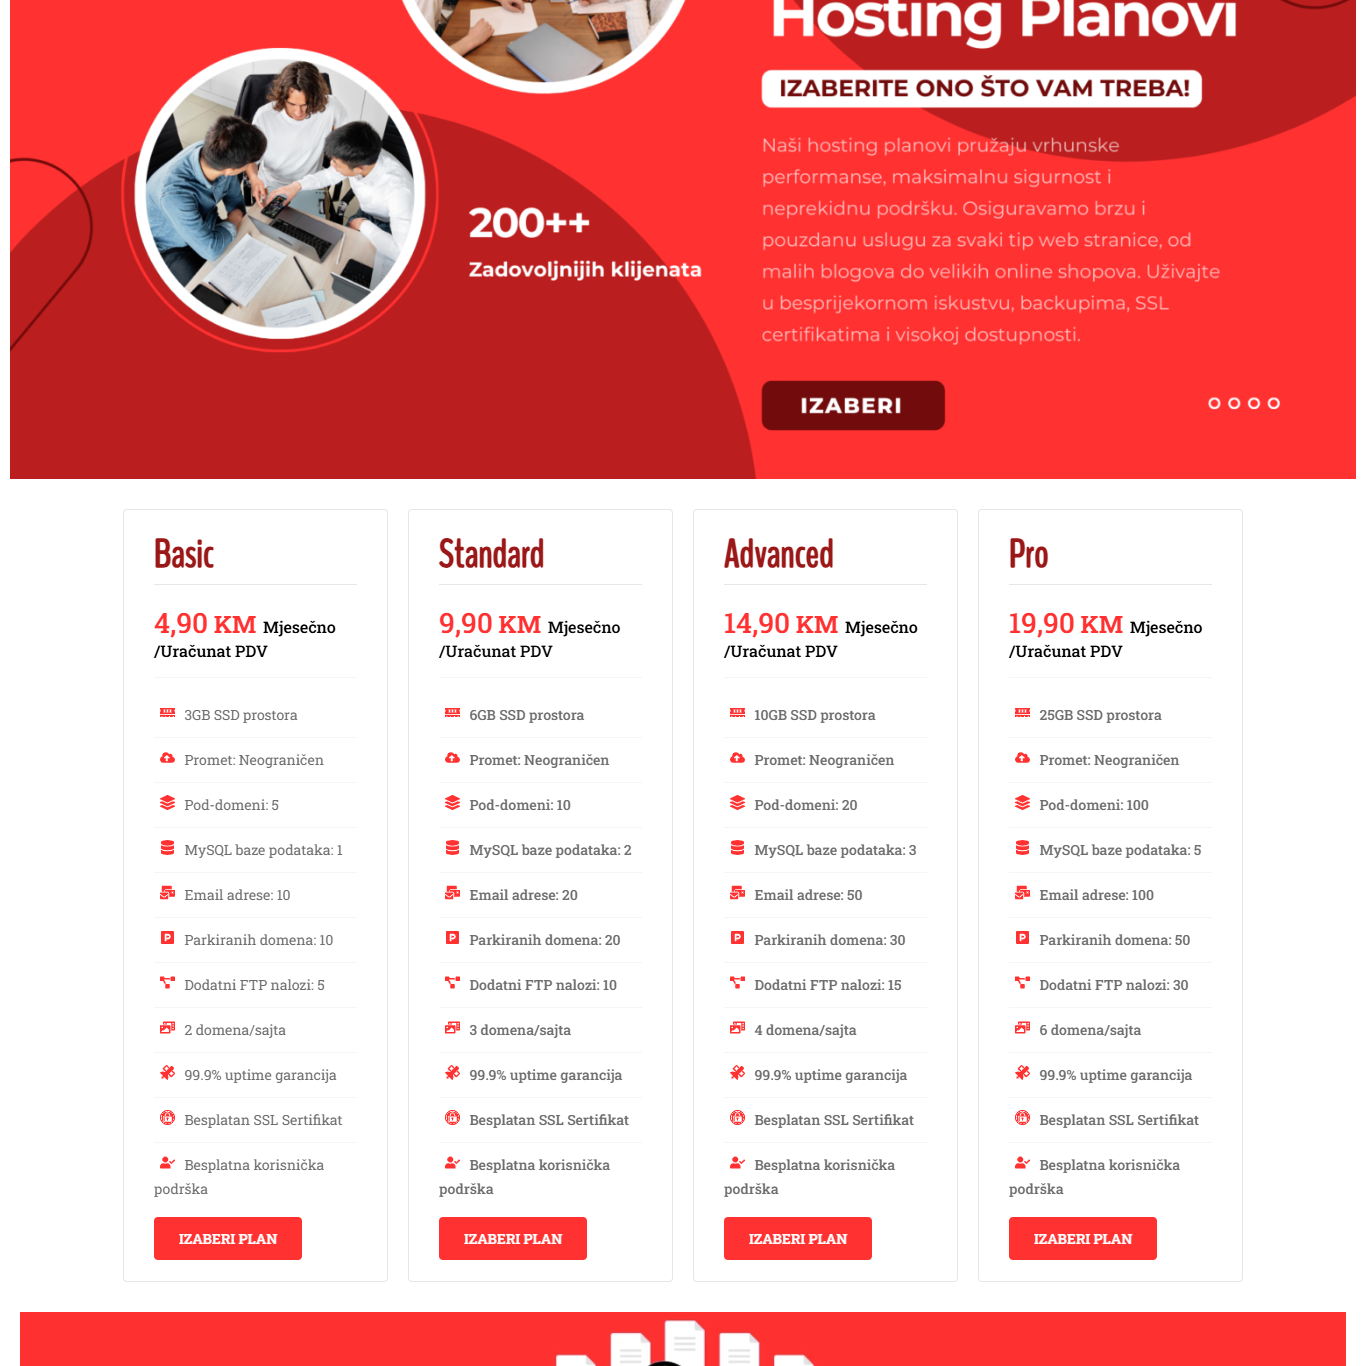 Hosting Planovi
IZABERITE ONO ŠTO VAM TREBA!
Naši hosting planovi pružaju vrhunske
performanse, maksimalnu sigurnost i
neprekidnu podršku. Osiguravamo brzu i
pouzdanu uslugu za svaki tip web stranice, od
malih blogova do velikih online shopova. Uživajte
u besprijekornom iskustvu, backupima, SSL
certifikatima i visokoj dostupnosti.
200++
Zadovoljnijih klijenata
IZABERI
Basic
4,90 KM Mjesečno
/Uračunat PDV
3GB SSD prostora
Promet: Neograničen
Pod-domeni: 5
MySQL baze podataka: 1
Email adrese: 10
Parkiranih domena: 10
Dodatni FTP nalozi: 5
2 domena/sajta
99.9% uptime garancija
Besplatan SSL Sertifikat
Besplatna korisnička
podrška
IZABERI PLAN
Standard
9,90 KM Mjesečno
/Uračunat PDV
6GB SSD prostora
Promet: Neograničen
Pod-domeni: 10
MySQL baze podataka: 2
Email adrese: 20
Parkiranih domena: 20
Dodatni FTP nalozi: 10
3 domena/sajta
99.9% uptime garancija
Besplatan SSL Sertifikat
Besplatna korisnička
podrška
IZABERI PLAN
Advanced
14,90 KM Mjesečno
/Uračunat PDV
10GB SSD prostora
Promet: Neograničen
Pod-domeni: 20
MySQL baze podataka: 3
Email adrese: 50
Parkiranih domena: 30
Dodatni FTP nalozi: 15
4 domena/sajta
99.9% uptime garancija
Besplatan SSL Sertifikat
Besplatna korisnička
podrška
IZABERI PLAN
Pro
19,90 KM Mjesečno
/Uračunat PDV
25GB SSD prostora
Promet: Neograničen
Pod-domeni: 100
MySQL baze podataka: 5
Email adrese: 100
Parkiranih domena: 50
Dodatni FTP nalozi: 30
6 domena/sajta
99.9% uptime garancija
Besplatan SSL Sertifikat
Besplatna korisnička
podrška
IZABERI PLAN